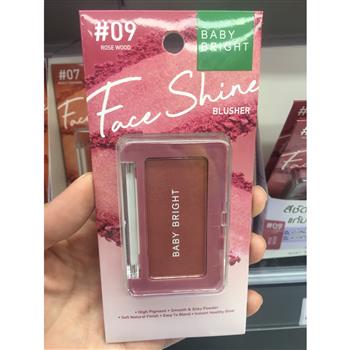 #09
ROSE WOOD
BABY
BRIGHT
Face Shine
BLUSHER
BABY BRIGHT
• High Pigment • Smooth & Silky Powder
• Soft Natural Finish • Easy To Blend • Instant Healthy Glow
#07
#09